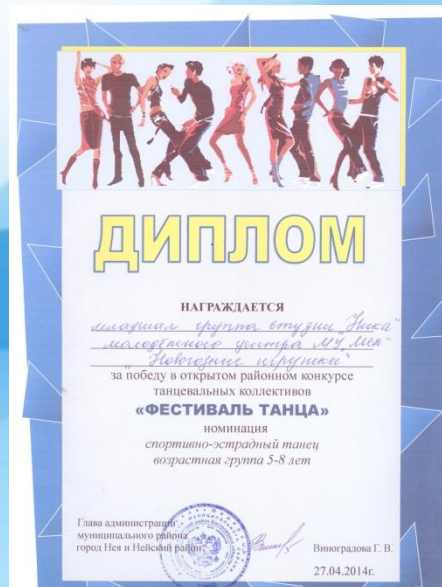 ДИПЛОМ
НАГРАЖДАЕТСЯ
младшая группа студии "Ника"
молодёжного центра МУ
"Новогодние игрушки"
за победу в открытом районном конкурсе
танцевальных коллективов
«ФЕСТИВАЛЬ ТАНЦА»
номинация
спортивно-эстрадный танец
возрастная группа 5-8 лет
Глава администрации
муниципального района
город Нея и Нейский район
Виноградова Г. В.
27.04.2014г.